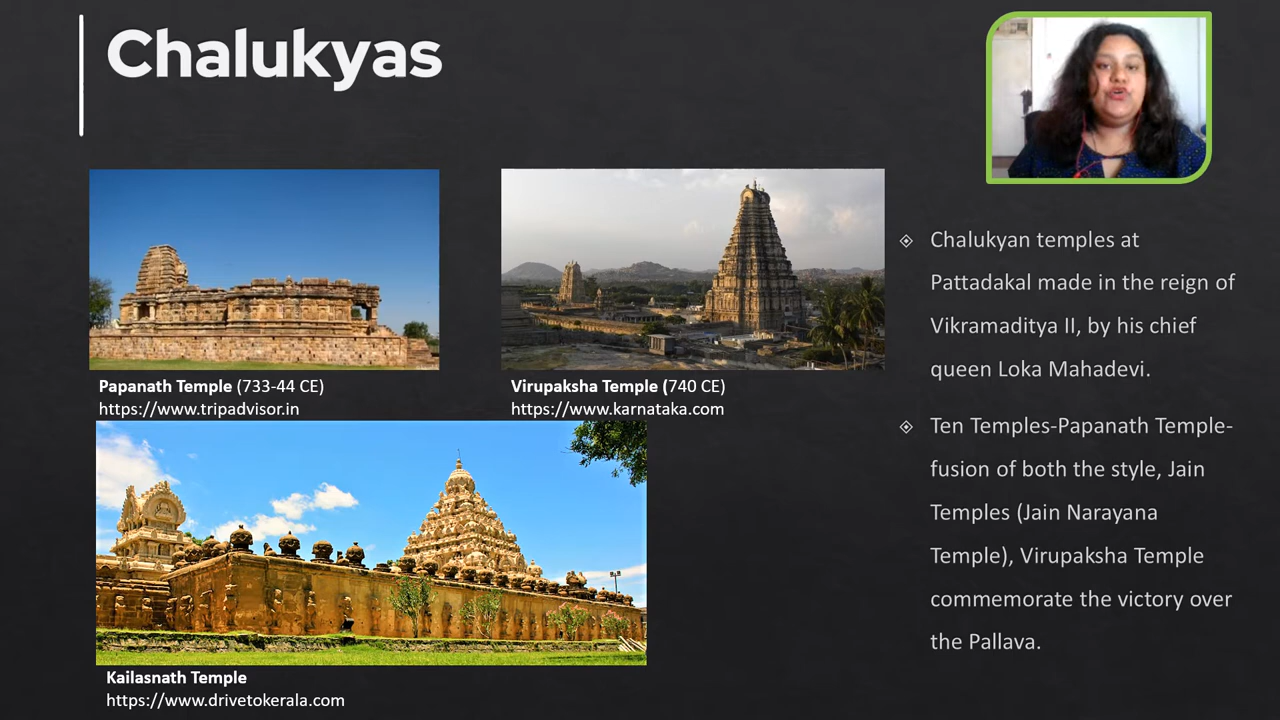 Chalukyas
Papanath Temple (733-44 CE)
https://www.tripadvisor.in
Virupaksha Temple (740 CE)
https://www.karnataka.com
Kailasnath Temple
https://www.drivetokerala.com
Chalukyan temples at
Pattadakal made in the reign of
Vikramaditya II, by his chief
queen Loka Mahadevi.
Ten Temples-Papanath Temple-
fusion of both the style, Jain
Temples (Jain Narayana
Temple), Virupaksha Temple
commemorate the victory over
the Pallava.